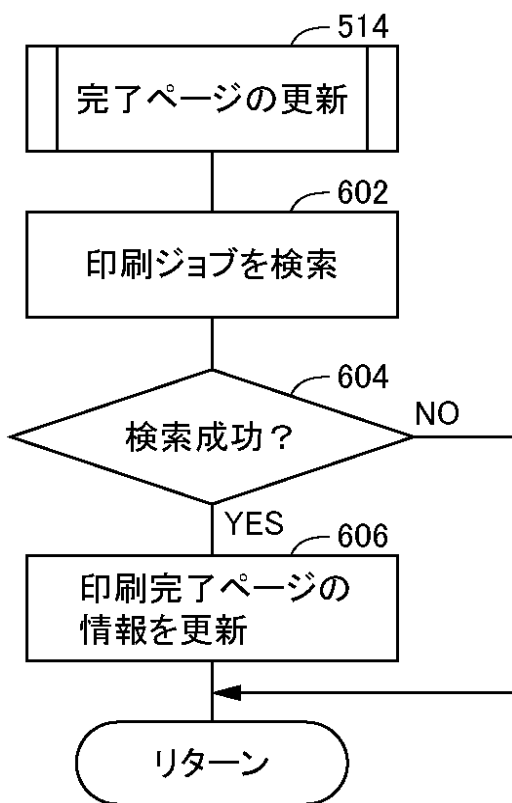 514
完了ページの更新
602
印刷ジョブを検索
604
検索成功？
NO
YES
606
印刷完了ページの
情報を更新
リターン